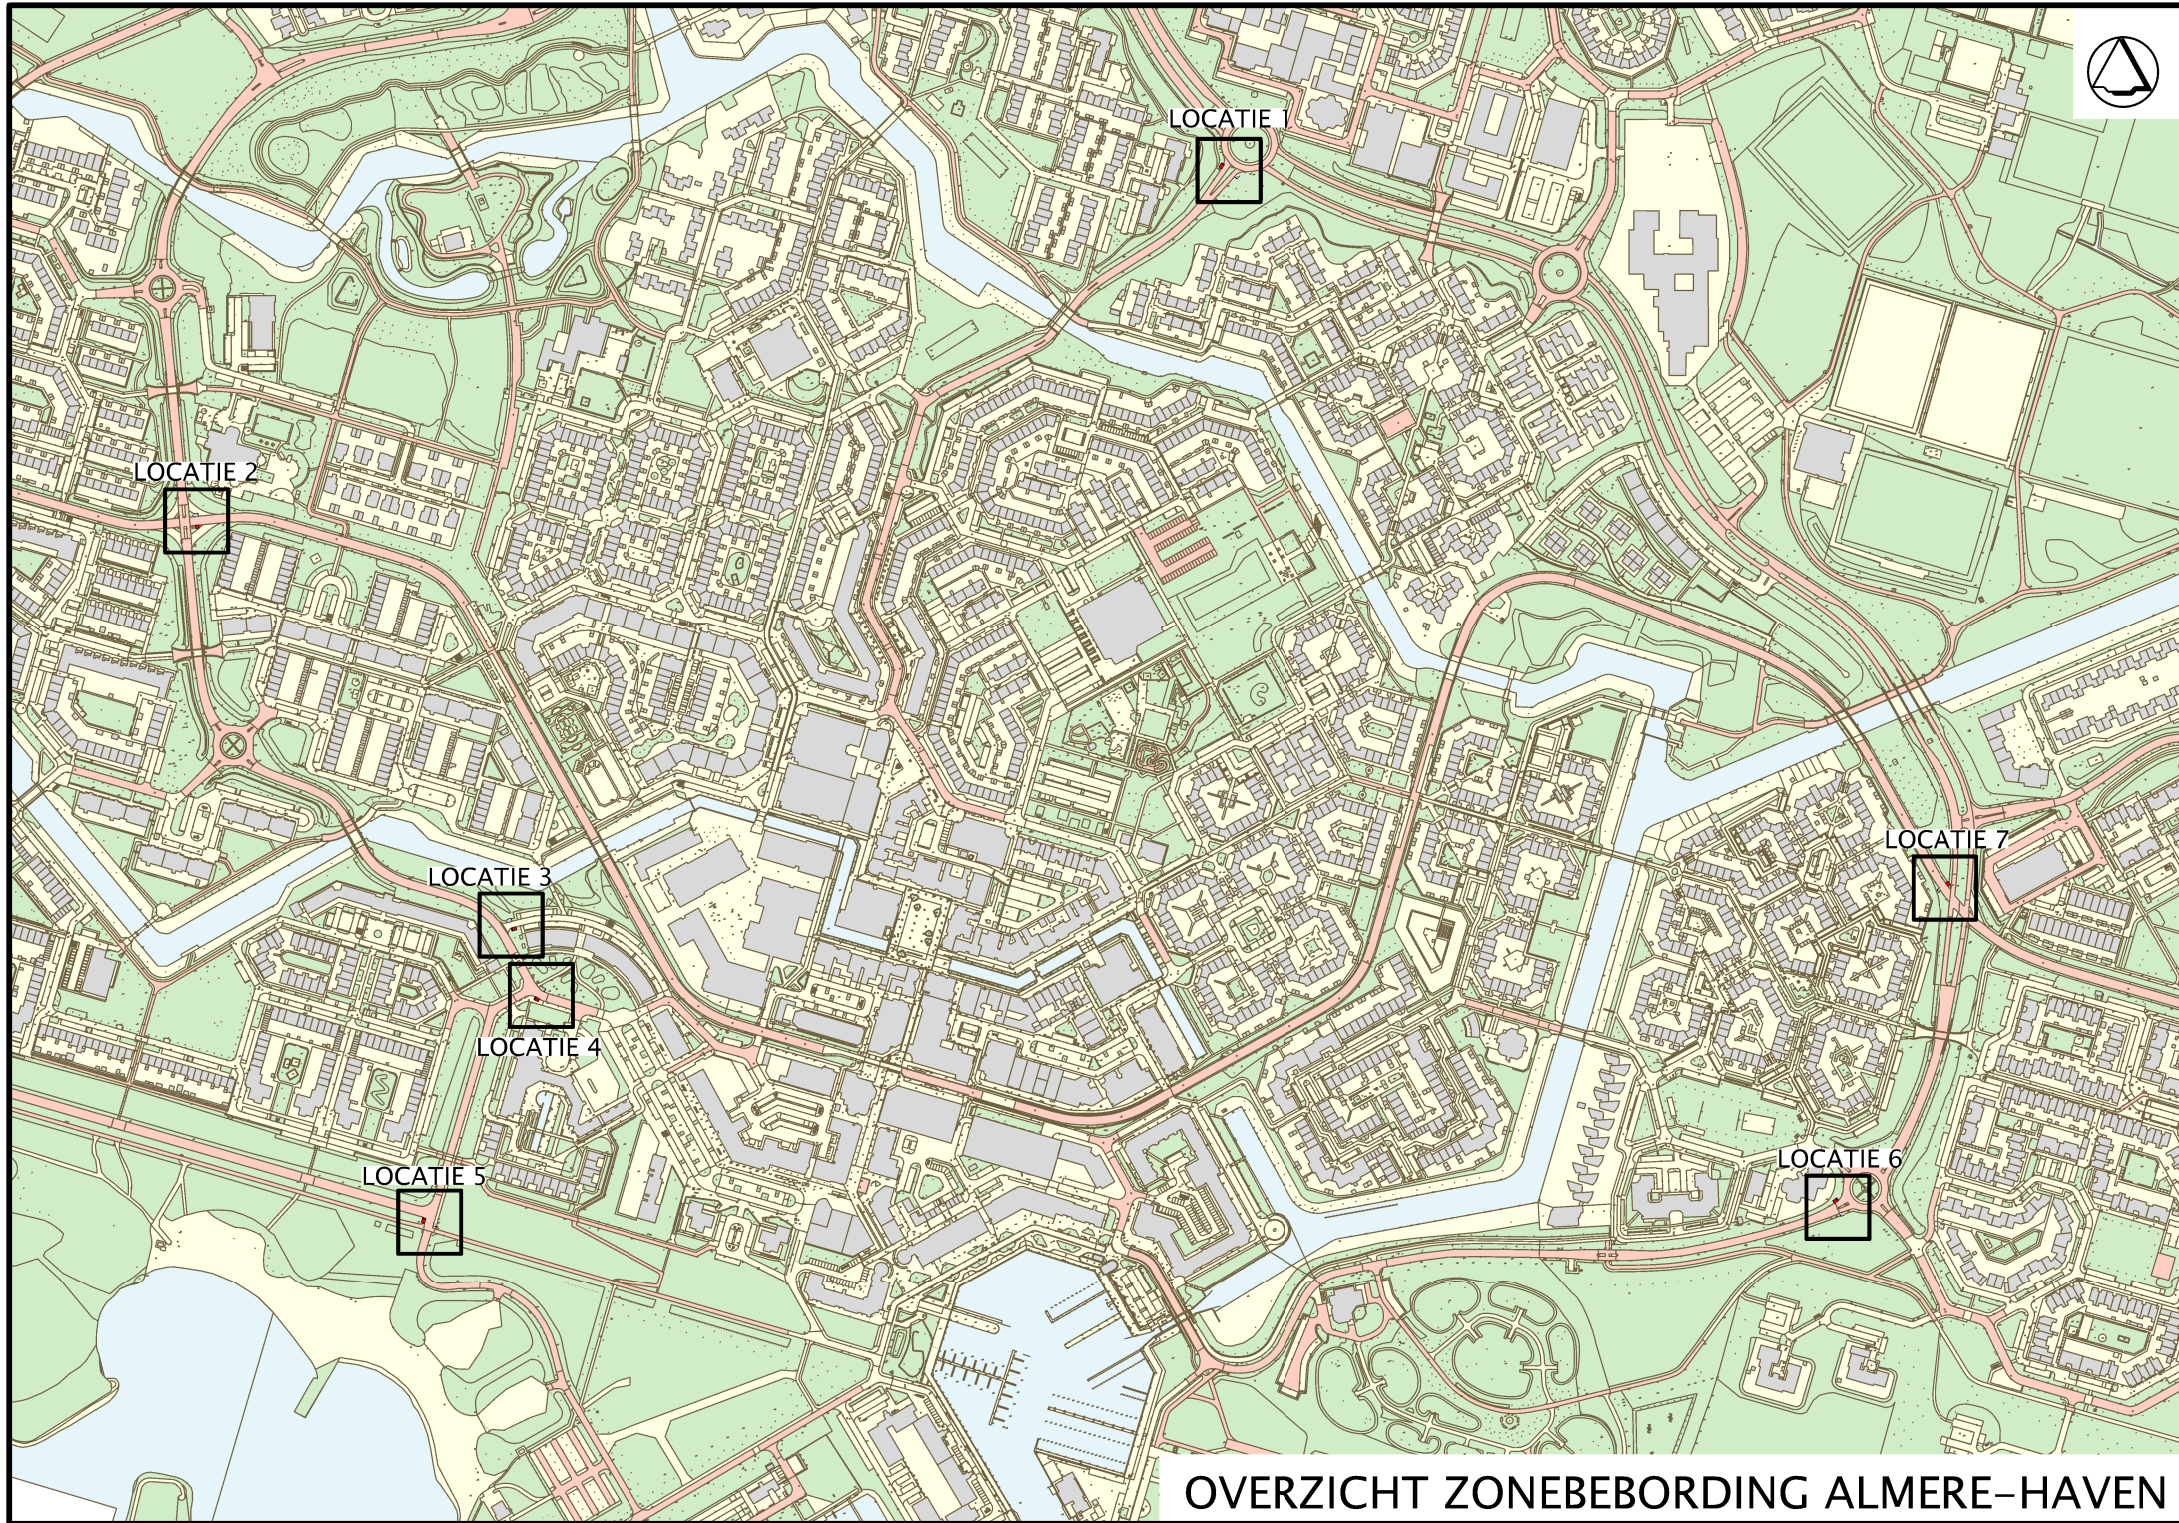 LOCATIE 1
LOCATIE 2
LOCATIE 7
LOCATIE 3
LOCATIE 4
LOCATIE 6
LOCATIE 5
OVERZICHT ZONEBEBORDING ALMERE-HAVEN